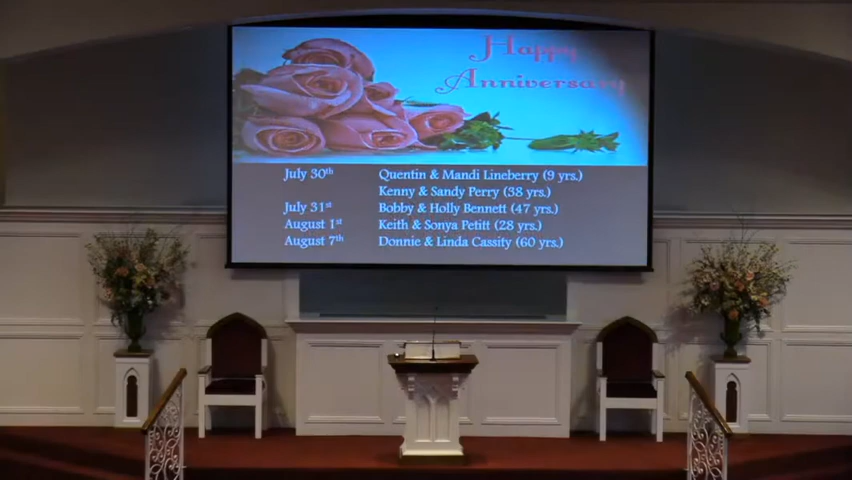 Happy
Anniversary
July 30th Quentin & Mandi Lineberry (9 yrs.)
Kenny & Sandy Perry (38 yrs.)
July 31st Bobby & Holly Bennett (47 yrs.)
August 1st Keith & Sonya Petitt (28 yrs.)
August 7th Donnie & Linda Cassity (60 yrs.)